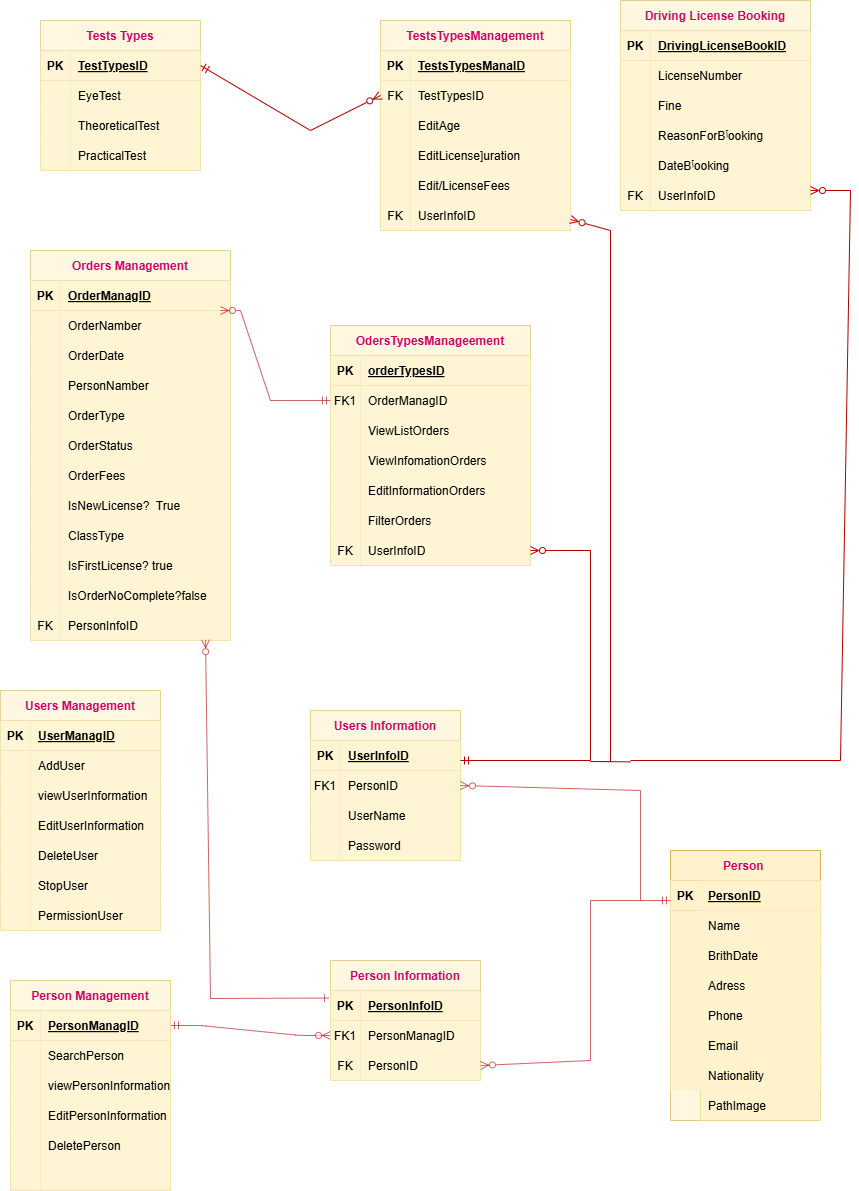 Tests Types
PK TestTypesID
EyeTest
TheoreticalTest
PracticalTest
TestsTypesManagement
PK TestsTypesManaID
FK TestTypesID
EditAge
EditLicense]uration
Edit/LicenseFees
FK UserInfoID
Driving License Booking
PK DrivingLicenseBookID
LicenseNumber
Fine
ReasonForB⌈ooking
DateB⌈ooking
FK UserInfoID
Orders Management
PK OrderManagID
OrderNamber
OrderDate
PersonNamber
OrderType
OrderStatus
OrderFees
IsNewLicense? True
ClassType
IsFirstLicense? true
IsOrderNoComplete?false
FK PersonInfoID
OdersTypesManageement
PK orderTypesID
FK1 OrderManagID
ViewListOrders
ViewInfomationOrders
EditInformationOrders
FilterOrders
FK UserInfoID
Users Management
PK UserManagID
AddUser
viewUserInformation
EditUserInformation
DeleteUser
StopUser
PermissionUser
Users Information
PK UserInfoID
FK1 PersonID
UserName
Password
Person
PK PersonID
Name
BrithDate
Adress
Phone
Email
Nationality
PathImage
Person Management
PK PersonManagID
SearchPerson
viewPersonInformation
EditPersonInformation
DeletePerson
Person Information
PK PersonInfoID
FK1 PersonManagID
FK PersonID